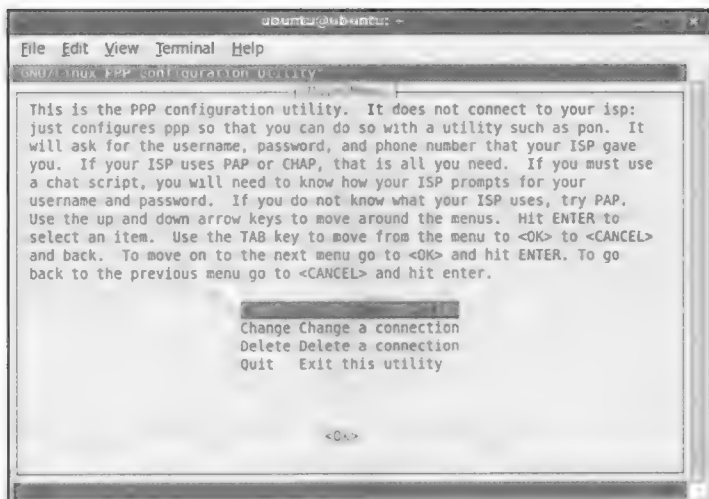 ubuntu@ubuntu: ~
File Edit View Terminal Help
GNU/Linux PPP Configuration Utility
This is the PPP configuration utility. It does not connect to your isp:
just configures ppp so that you can do so with a utility such as pon. It
will ask for the username, password, and phone number that your ISP gave
you. If your ISP uses PAP or CHAP, that is all you need. If you must use
a chat script, you will need to know how your ISP prompts for your
username and password. If you do not know what your ISP uses, try PAP.
Use the up and down arrow keys to move around the menus. Hit ENTER to
select an item. Use the TAB key to move from the menu to <OK> to <CANCEL>
and back. To move on to the next menu go to <OK> and hit ENTER. To go
back to the previous menu go to <CANCEL> and hit enter.
Change Change a connection
Delete Delete a connection
Quit Exit this utility
<Ok>